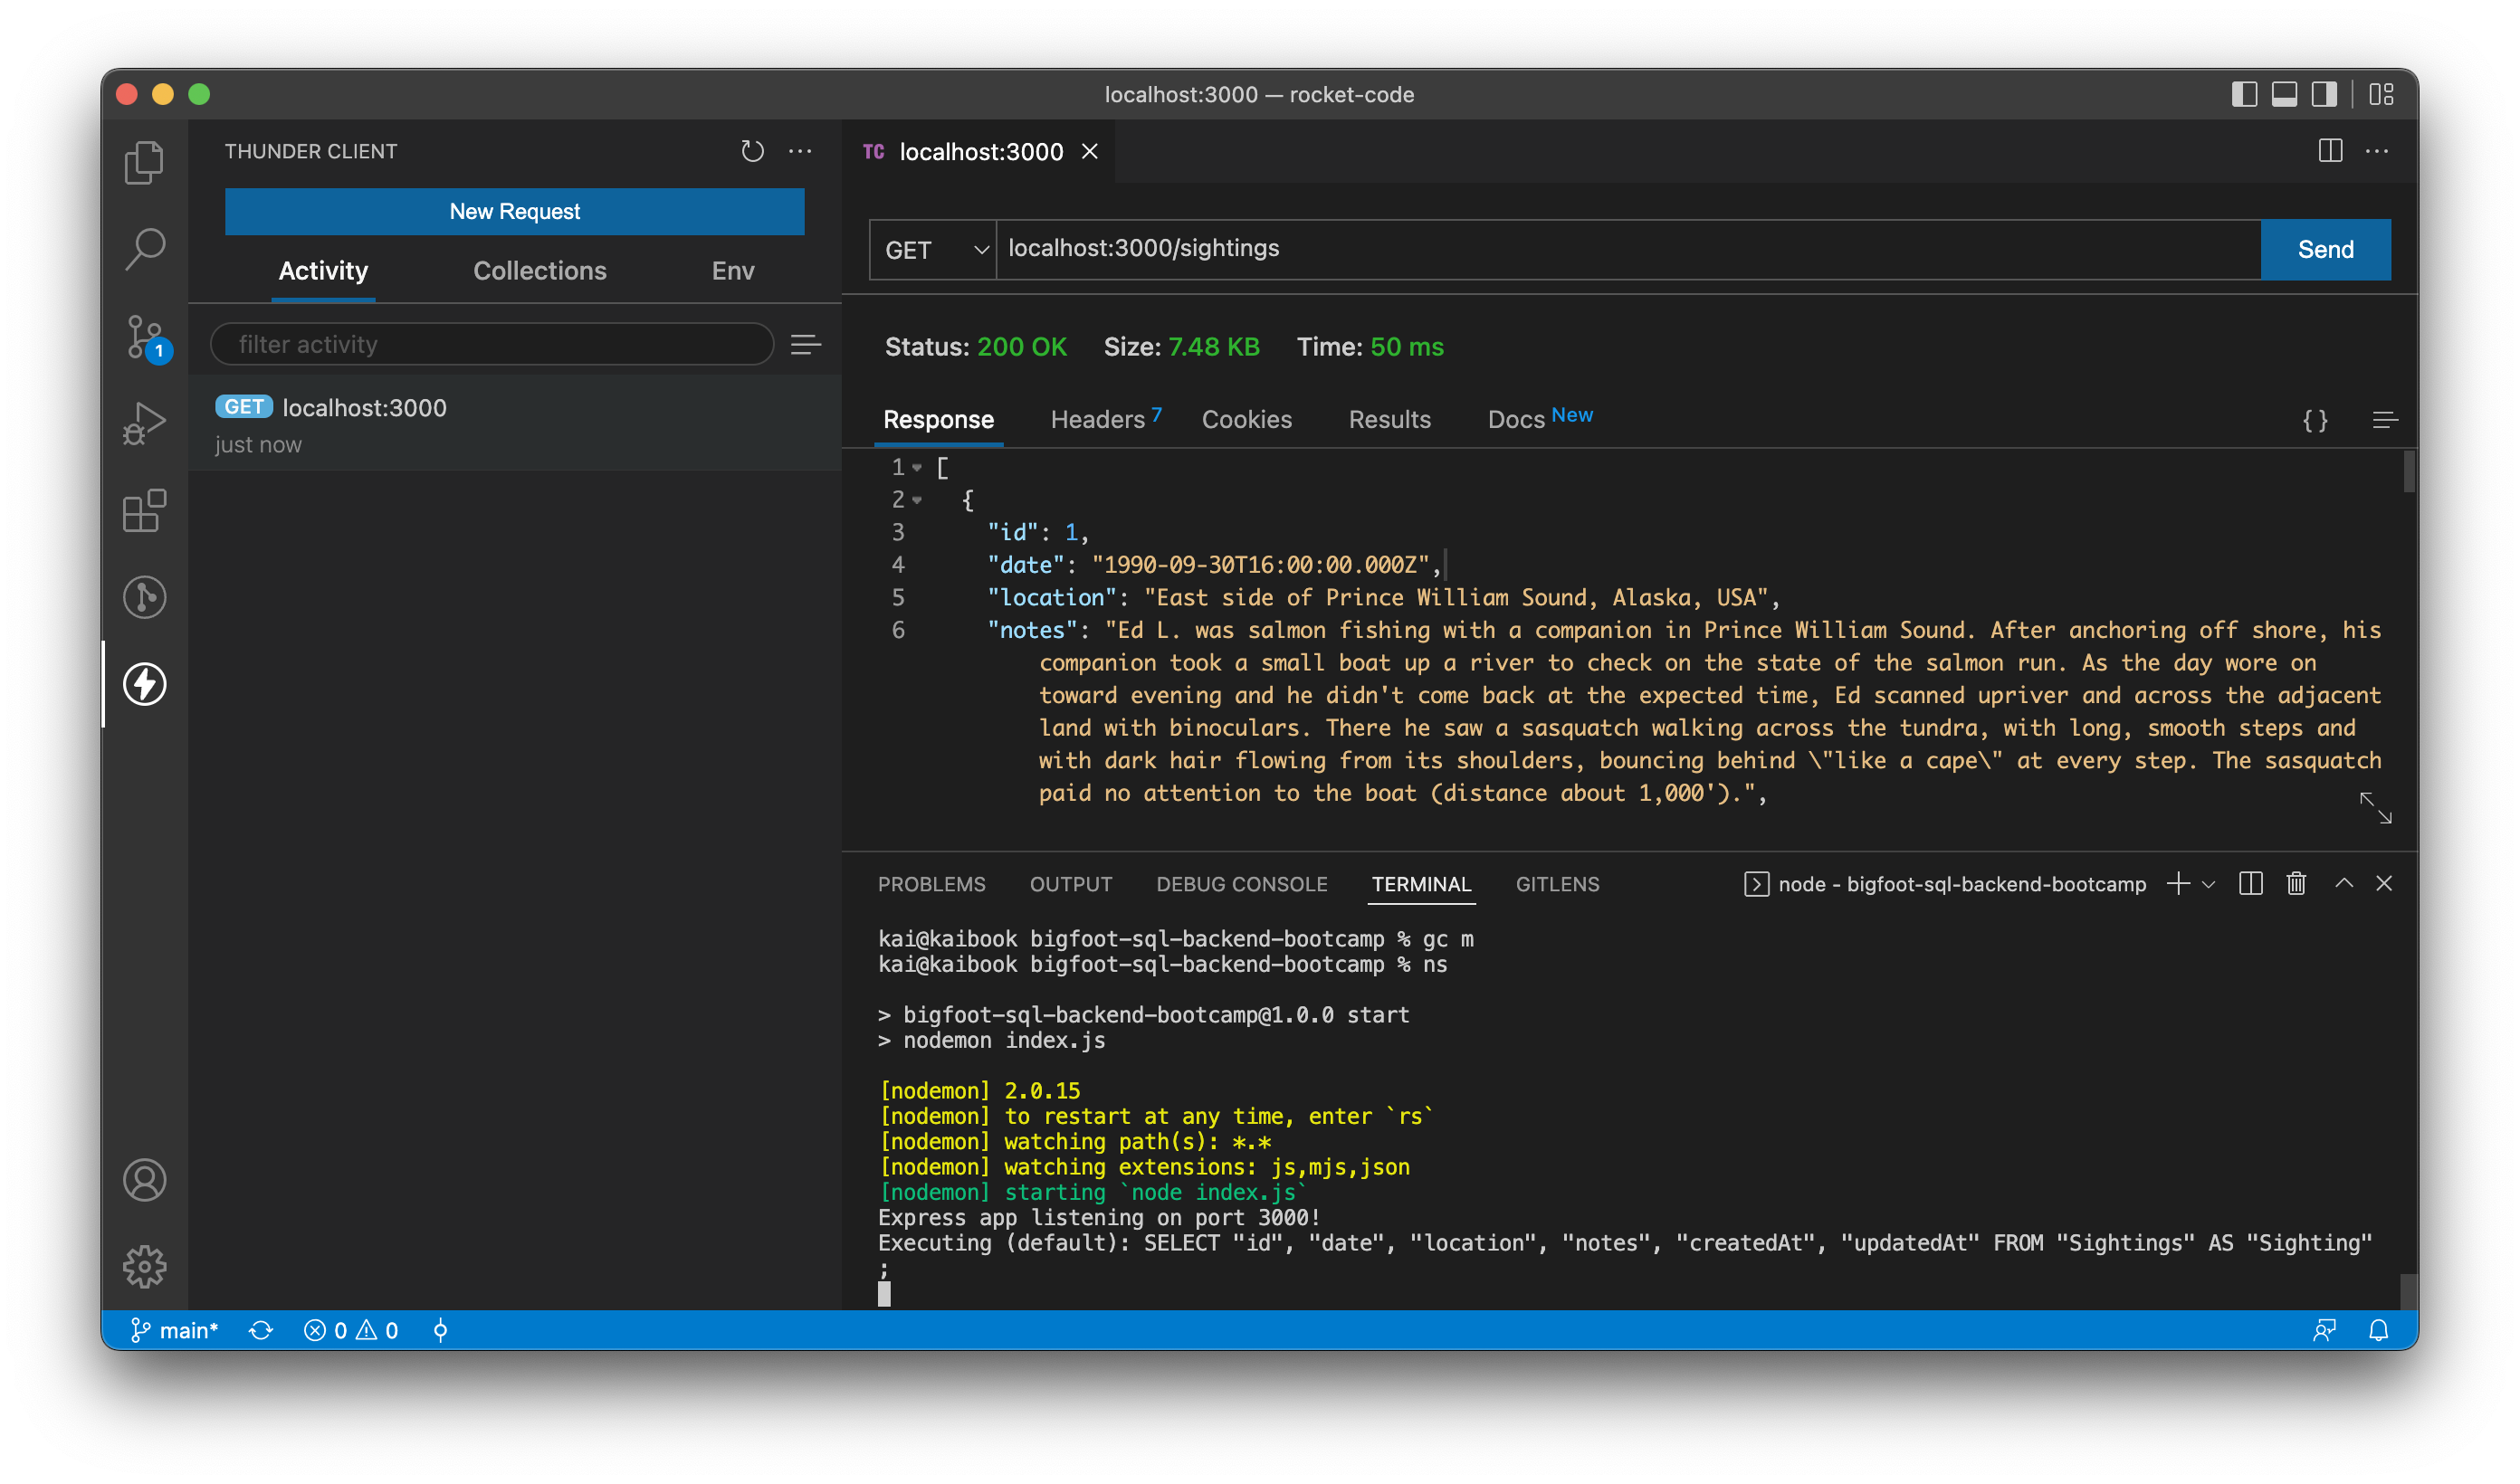 localhost:3000 — rocket-code
THUNDER CLIENT
New Request
Activity Collections Env
filter activity
GET localhost:3000
just now
1
TC localhost:3000
GET localhost:3000/sightings Send
Status: 200 OK Size: 7.48 KB Time: 50 ms
Response Headers 7 Cookies Results Docs New {}
1 [
2 {
3 "id": 1,
4 "date": "1990-09-30T16:00:00.000Z",
5 "location": "East side of Prince William Sound, Alaska, USA",
6 "notes": "Ed L. was salmon fishing with a companion in Prince William Sound. After anchoring off shore, his
companion took a small boat up a river to check on the state of the salmon run. As the day wore on
toward evening and he didn't come back at the expected time, Ed scanned upriver and across the adjacent
land with binoculars. There he saw a sasquatch walking across the tundra, with long, smooth steps and
with dark hair flowing from its shoulders, bouncing behind \"like a cape\" at every step. The sasquatch
paid no attention to the boat (distance about 1,000').",
PROBLEMS OUTPUT DEBUG CONSOLE TERMINAL GITLENS node - bigfoot-sql-backend-bootcamp
kai@kaibook bigfoot-sql-backend-bootcamp % gc m
kai@kaibook bigfoot-sql-backend-bootcamp % ns
> bigfoot-sql-backend-bootcamp@1.0.0 start
> nodemon index.js
[nodemon] 2.0.15
[nodemon] to restart at any time, enter `rs`
[nodemon] watching path(s): *.*
[nodemon] watching extensions: js,mjs,json
[nodemon] starting `node index.js`
Express app listening on port 3000!
Executing (default): SELECT "id", "date", "location", "notes", "createdAt", "updatedAt" FROM "Sightings" AS "Sighting"
;
main* 0 0